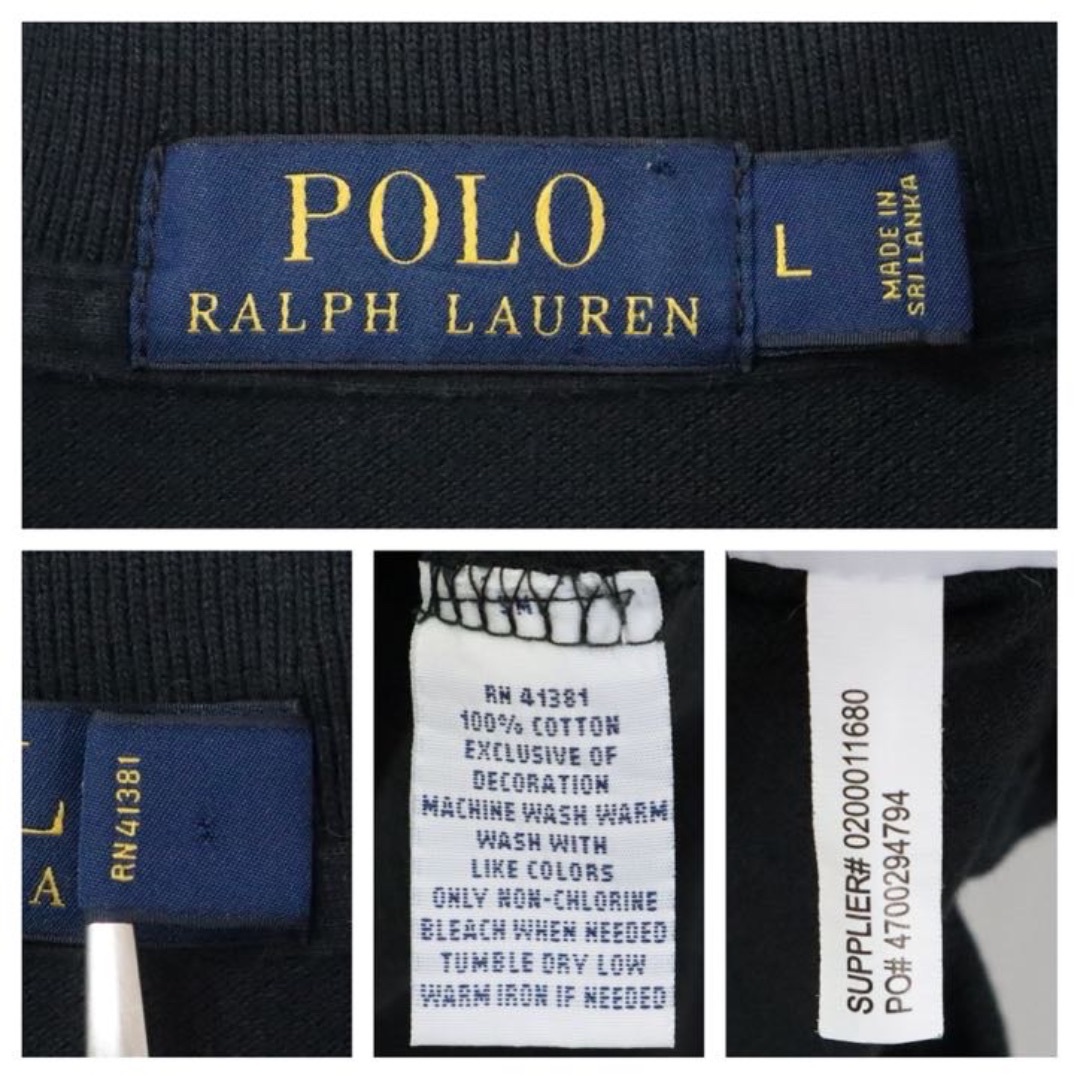 POLO
RALPH LAUREN
L
MADE IN
SRI LANKA
L
A
RN 41381
M
RN 41381
100% COTTON
EXCLUSIVE OF
DECORATION
MACHINE WASH WARM
WASH WITH
LIKE COLORS
ONLY NON-CHLORINE
BLEACH WHEN NEEDED
TUMBLE DRY LOW
WARM IRON IF NEEDED
SUPPLIER# 0200011680
PO# 4700294794